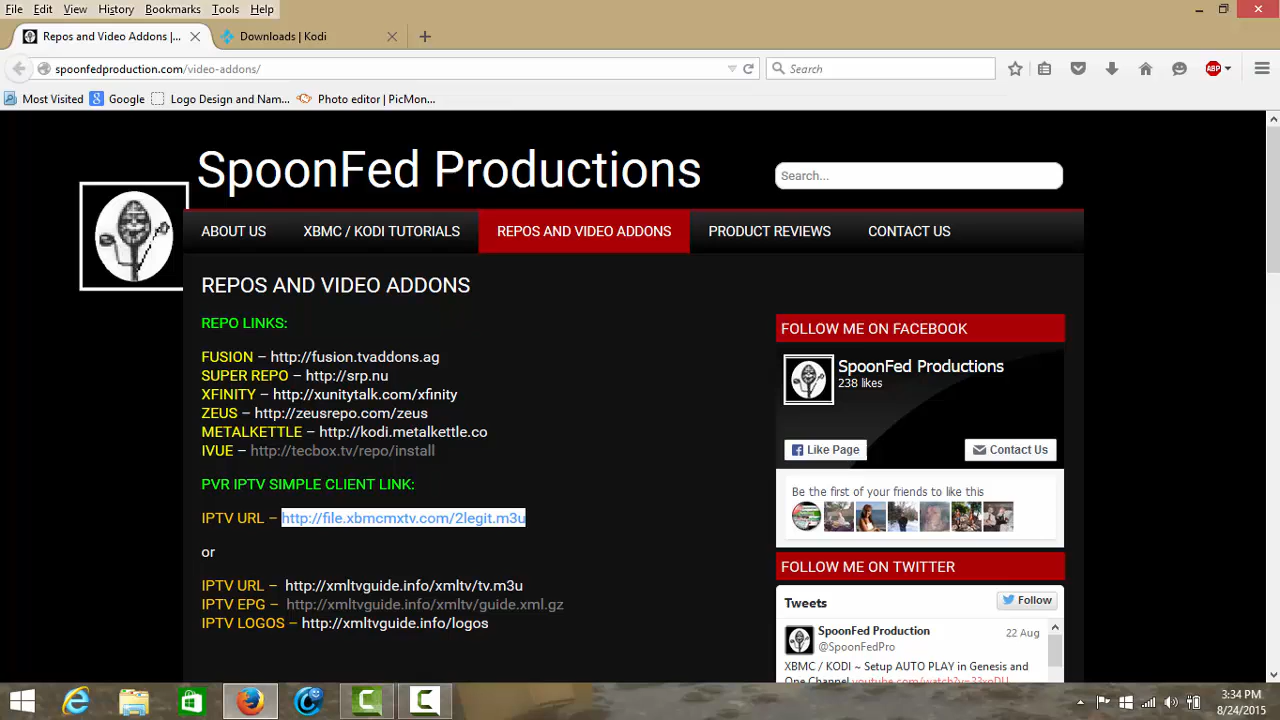 File Edit View History Bookmarks Tools Help
Repos and Video Addons |...
Downloads | Kodi
spoonfedproduction.com/video-addons/
Search
ABP
Most Visited Google Logo Design and Nam... Photo editor | PicMon...
SpoonFed Productions
Search...
ABOUT US XBMC / KODI TUTORIALS REPOS AND VIDEO ADDONS PRODUCT REVIEWS CONTACT US
REPOS AND VIDEO ADDONS
REPO LINKS:
FUSION – http://fusion.tvaddons.ag
SUPER REPO – http://srp.nu
XFINITY – http://xunitytalk.com/xfinity
ZEUS – http://zeusrepo.com/zeus
METALKETTLE – http://kodi.metalkettle.co
IVUE – http://tecbox.tv/repo/install
PVR IPTV SIMPLE CLIENT LINK:
IPTV URL – http://file.xbmcmxtv.com/2legit.m3u
or
IPTV URL – http://xmltvguide.info/xmltv/tv.m3u
IPTV EPG – http://xmltvguide.info/xmltv/guide.xml.gz
IPTV LOGOS – http://xmltvguide.info/logos
FOLLOW ME ON FACEBOOK
SpoonFed Productions
238 likes
Like Page
Contact Us
Be the first of your friends to like this
FOLLOW ME ON TWITTER
Tweets
Follow
SpoonFed Production 22 Aug
@SpoonFedPro
XBMC / KODI ~ Setup AUTO PLAY in Genesis and
3:34 PM
8/24/2015